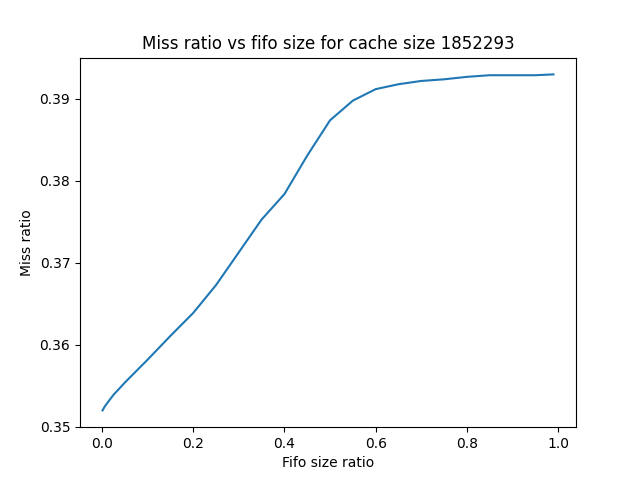 Miss ratio vs fifo size for cache size 1852293
0.39
0.38
0.37
0.36
0.35
Miss ratio
0.0 0.2 0.4 0.6 0.8 1.0
Fifo size ratio